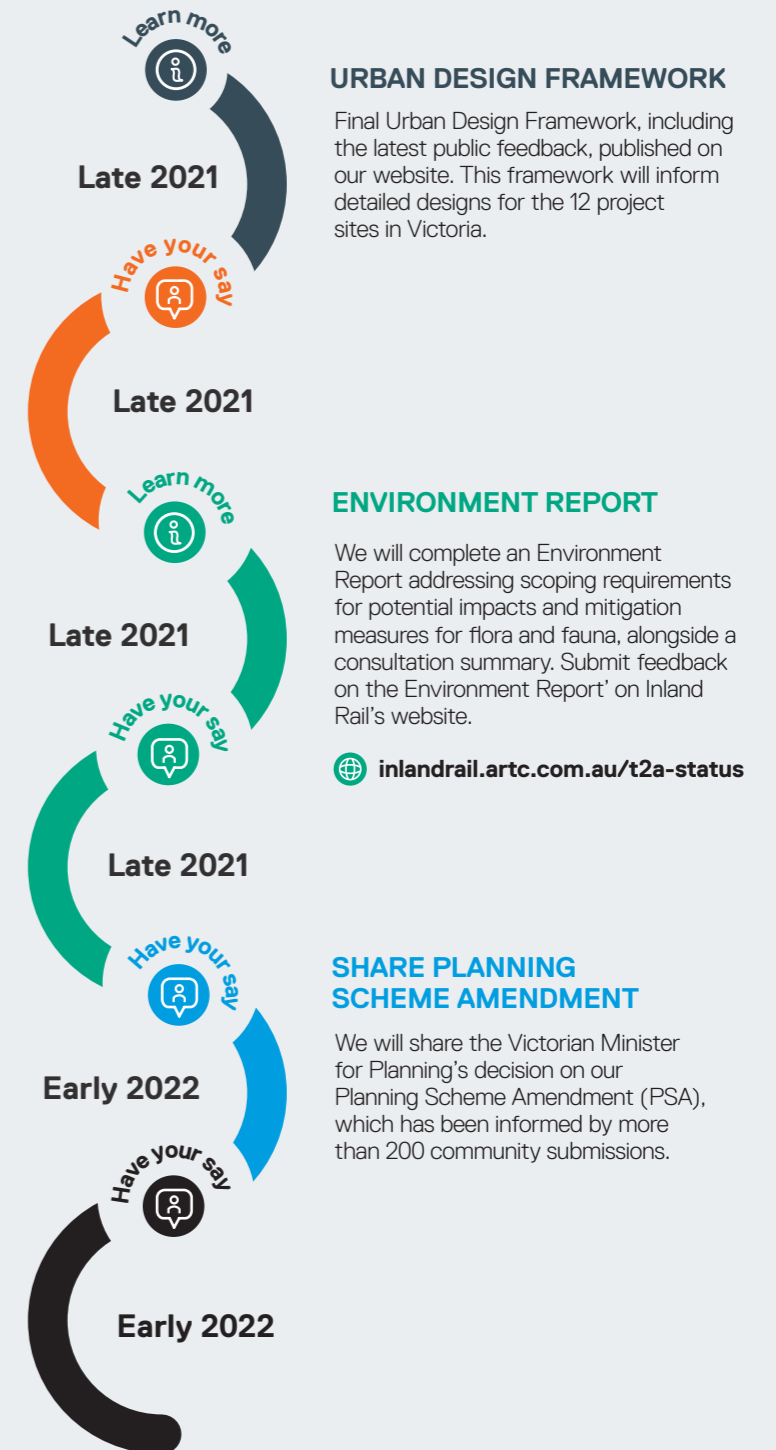 Learn more
URBAN DESIGN FRAMEWORK
Final Urban Design Framework, including
the latest public feedback, published on
our website. This framework will inform
detailed designs for the 12 project
sites in Victoria.
Late 2021
Have your say
Late 2021
Learn more
ENVIRONMENT REPORT
We will complete an Environment
Report addressing scoping requirements
for potential impacts and mitigation
measures for flora and fauna, alongside a
consultation summary. Submit feedback
on the Environment Report’ on Inland
Rail’s website.
inlandrail.artc.com.au/t2a-status
Late 2021
Have your say
Late 2021
Have your say
SHARE PLANNING
SCHEME AMENDMENT
We will share the Victorian Minister
for Planning’s decision on our
Planning Scheme Amendment (PSA),
which has been informed by more
than 200 community submissions.
Early 2022
Have your say
Early 2022